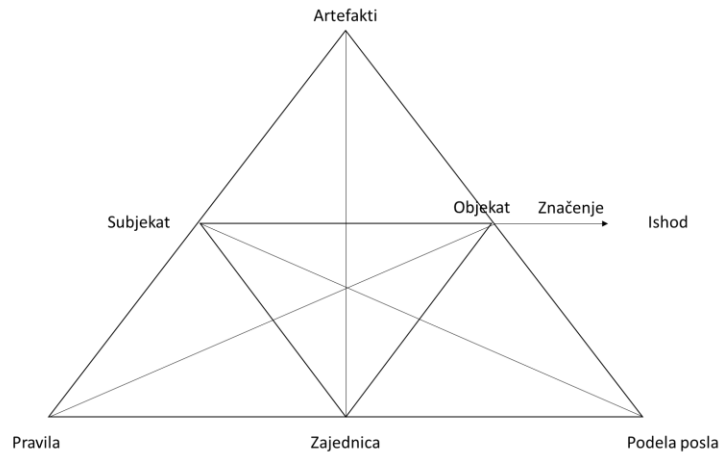 Artefakti
Subjekat
Objekat
Značenje
Ishod
Pravila
Zajednica
Podela posla